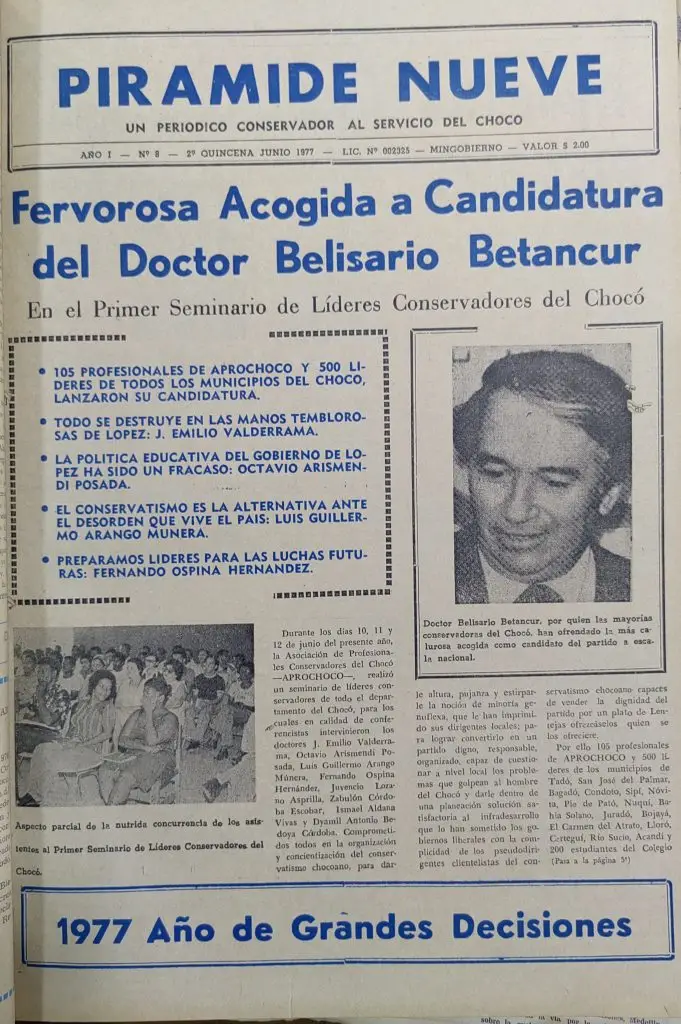 PIRAMIDE NUEVE
UN PERIODICO CONSERVADOR AL SERVICIO DEL CHOCO
AÑO I — Nº 8 — 2º QUINCENA JUNIO 1977 — LIC. Nº 002325 — MINGOBIERNO — VALOR $ 2.00
Fervorosa Acogida a Candidatura
del Doctor Belisario Betancur
En el Primer Seminario de Líderes Conservadores del Chocó
• 105 PROFESIONALES DE APROCHOCO Y 500 LI-
DERES DE TODOS LOS MUNICIPIOS DEL CHOCO,
LANZARON SU CANDIDATURA.
• TODO SE DESTRUYE EN LAS MANOS TEMBLORO-
SAS DE LOPEZ: J. EMILIO VALDERRAMA.
• LA POLITICA EDUCATIVA DEL GOBIERNO DE LO-
PEZ HA SIDO UN FRACASO: OCTAVIO ARISMEN-
DI POSADA.
• EL CONSERVATISMO ES LA ALTERNATIVA ANTE
EL DESORDEN QUE VIVE EL PAIS: LUIS GUILLER-
MO ARANGO MUNERA.
• PREPARAMOS LIDERES PARA LAS LUCHAS FUTU-
RAS: FERNANDO OSPINA HERNANDEZ.
Doctor Belisario Betancur, por quien las mayorías
conservadoras del Chocó, han ofrendado la más ca-
lurosa acogida como candidato del partido a esca-
la nacional.
Aspecto parcial de la nutrida concurrencia de los asis-
tentes al Primer Seminario de Líderes Conservadores del
Chocó.
Durante los días 10, 11 y
12 de junio del presente año,
la Asociación de Profesiona-
les Conservadores del Chocó
—APROCHOCO—, realizó
un seminario de líderes con-
servadores de todo el depar-
tamento del Chocó, para los
cuales en calidad de confe-
rencistas intervinieron los
doctores J. Emilio Valderra-
ma, Octavio Arismendi Po-
sada, Luis Guillermo Arango
Múnera, Fernando Ospina
Hernández, Juvencio Loza-
no Asprilla, Zabulón Córdo-
ba Escobar, Ismael Aldana
Vivas y Dyamil Antonio Be-
doya Córdoba. Comprometi-
dos todos en la organización
y concientización del conser-
vatismo chocoano, para dar-
le altura, pujanza y estirpar-
le la noción de minoría ge-
nuflexa, que le han imprimi-
do sus dirigentes locales; pa-
ra lograr convertirlo en un
partido digno, responsable,
organizado, capaz de cuestio-
nar a nivel local los proble-
mas que golpean al hombre
del Chocó y darle dentro de
una planeación solución sa-
tisfactoria al infradesarrollo
que lo han sometido los go-
biernos liberales con la com-
plicidad de los pseudodiri-
gentes clientelistas del con-
servatismo chocoano capaces
de vender la dignidad del
partido por un plato de Len-
tejas ofrezcáselos quien se
los ofreciere.
Por ello 105 profesionales
de APROCHOCO y 500 lí-
deres de los municipios de
Tadó, San José del Palmar,
Bagadó, Condoto, Sipí, Nóvi-
ta, Pie de Pató, Nuquí, Ba-
hía Solano, Juradó, Bojayá,
El Carmen del Atrato, Lloró,
Certegui, Río Sucio, Acandí y
200 estudiantes del Colegio
(Pasa a la página 5ª)
1977 Año de Grandes Decisiones